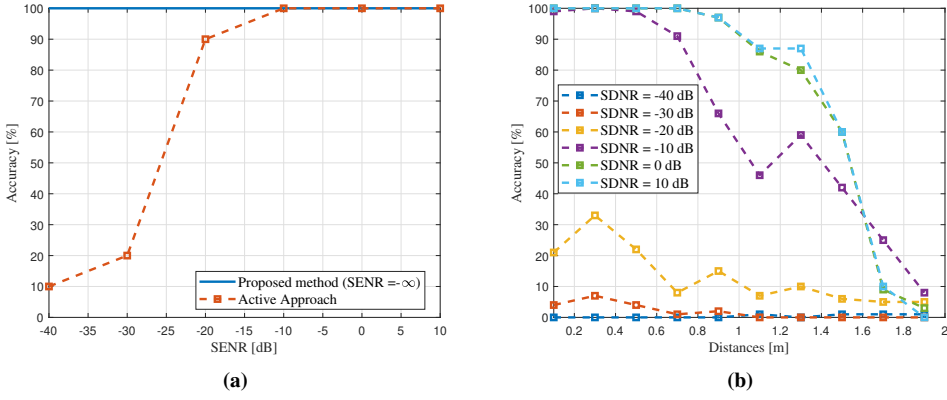 100
90
80
70
60
50
40
30
20
10
0
Accuracy [%]
Proposed method (SENR =-∞)
Active Approach
-40 -35 -30 -25 -20 -15 -10 -5 0 5 10
SENR [dB]
(a)
100
90
80
70
60
50
40
30
20
10
0
Accuracy [%]
SDNR = -40 dB
SDNR = -30 dB
SDNR = -20 dB
SDNR = -10 dB
SDNR = 0 dB
SDNR = 10 dB
0.2 0.4 0.6 0.8 1 1.2 1.4 1.6 1.8 2
Distances [m]
(b)